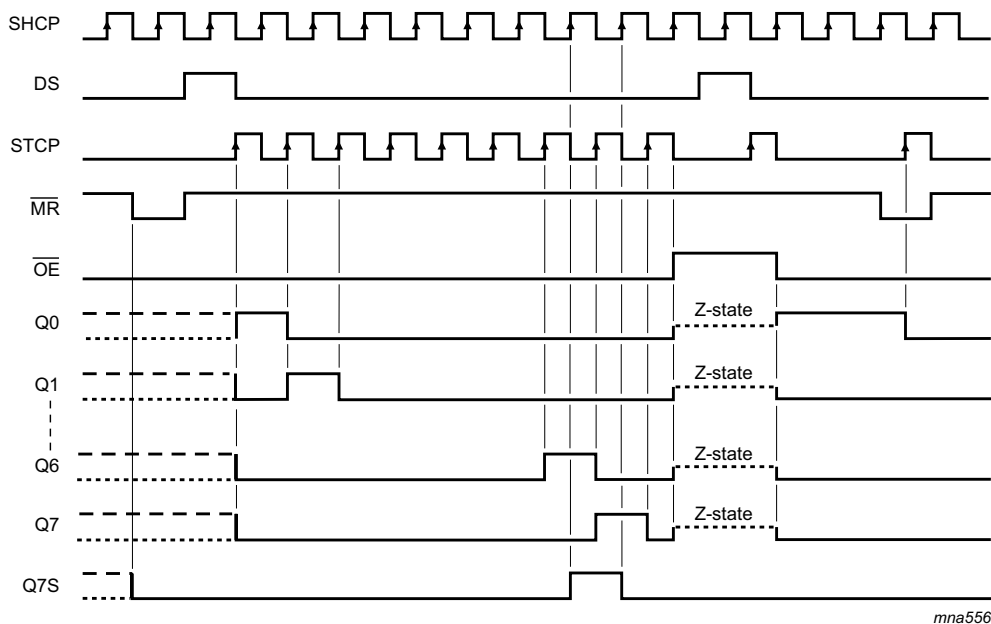 SHCP
DS
STCP
MR
OE
Q0
Z-state
Q1
Z-state
Q6
Z-state
Q7
Z-state
Q7S
mna556